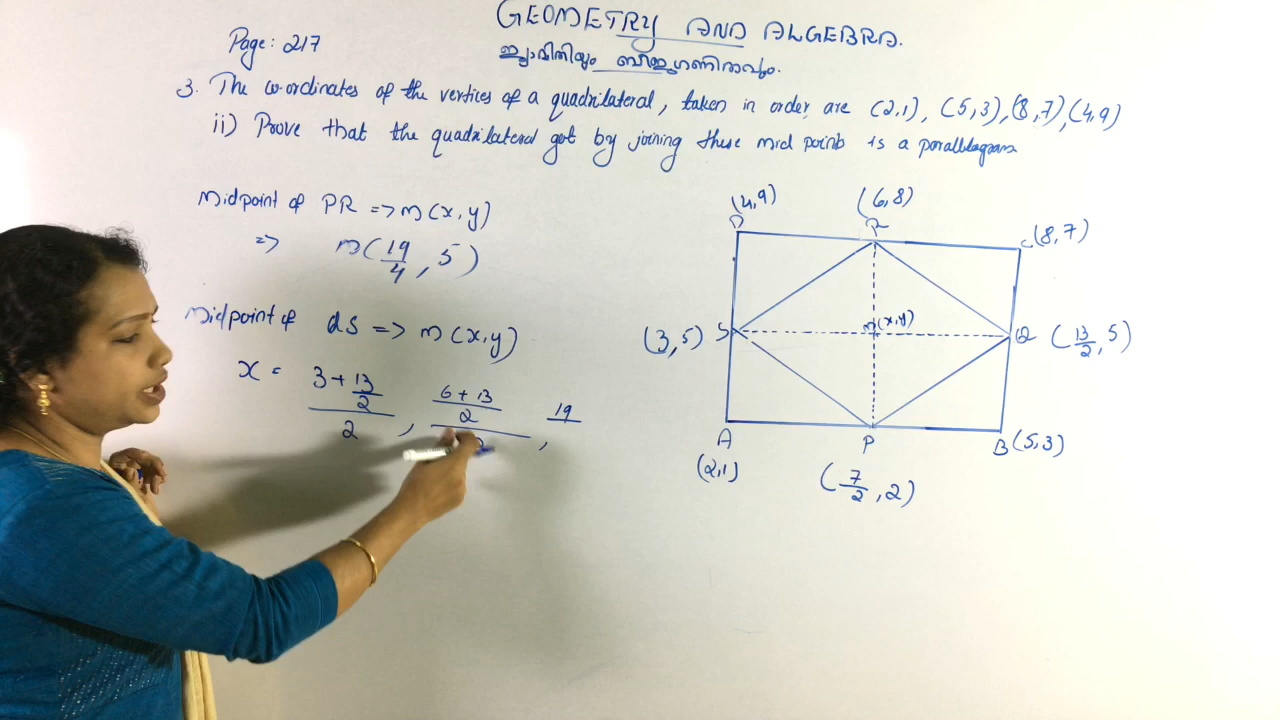 GEOMETRY AND ALGEBRA.
Page: 217
ജ്യാമിതിയും ബീജഗണിതവും.
3. The co-ordinates of the vertices of a quadrilateral, taken in order, are (2,1), (5,3), (8,7), (4,9)
ii) Prove that the quadrilateral got by joining these mid points is a parallelogram
Midpoint of PR => M(x,y)
=> M(19/4, 5)
Midpoint of QS => M(x,y)
x = (3 + 13/2)/2, ((6+13)/2)/2, 19
(4,9)
(6,8)
D
R
C (8,7)
(3,5) S
M(x,y)
Q (13/2, 5)
A
P
B (5,3)
(2,1)
(7/2, 2)